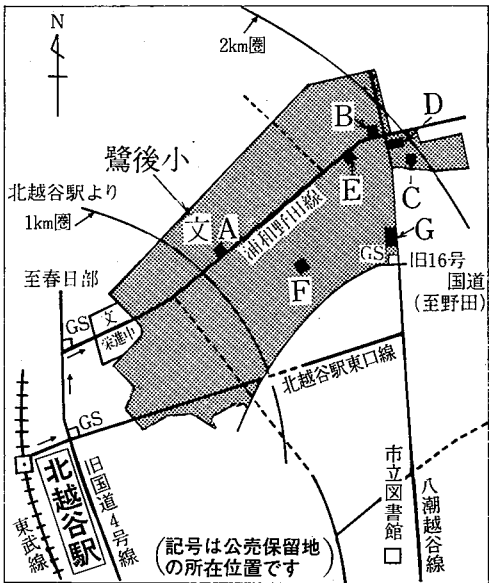 N
2km圏
B
D
鷺後小
E
C
北越谷駅より
1km圏
文
A
浦和野田線
G
GS
旧16号
国道
(至野田)
F
至春日部
GS
文
栄進中
北越谷駅東口線
GS
北越谷駅
東武線
旧国道4号線
市立図書館
八潮越谷線
(記号は公売保留地
の所在位置です)